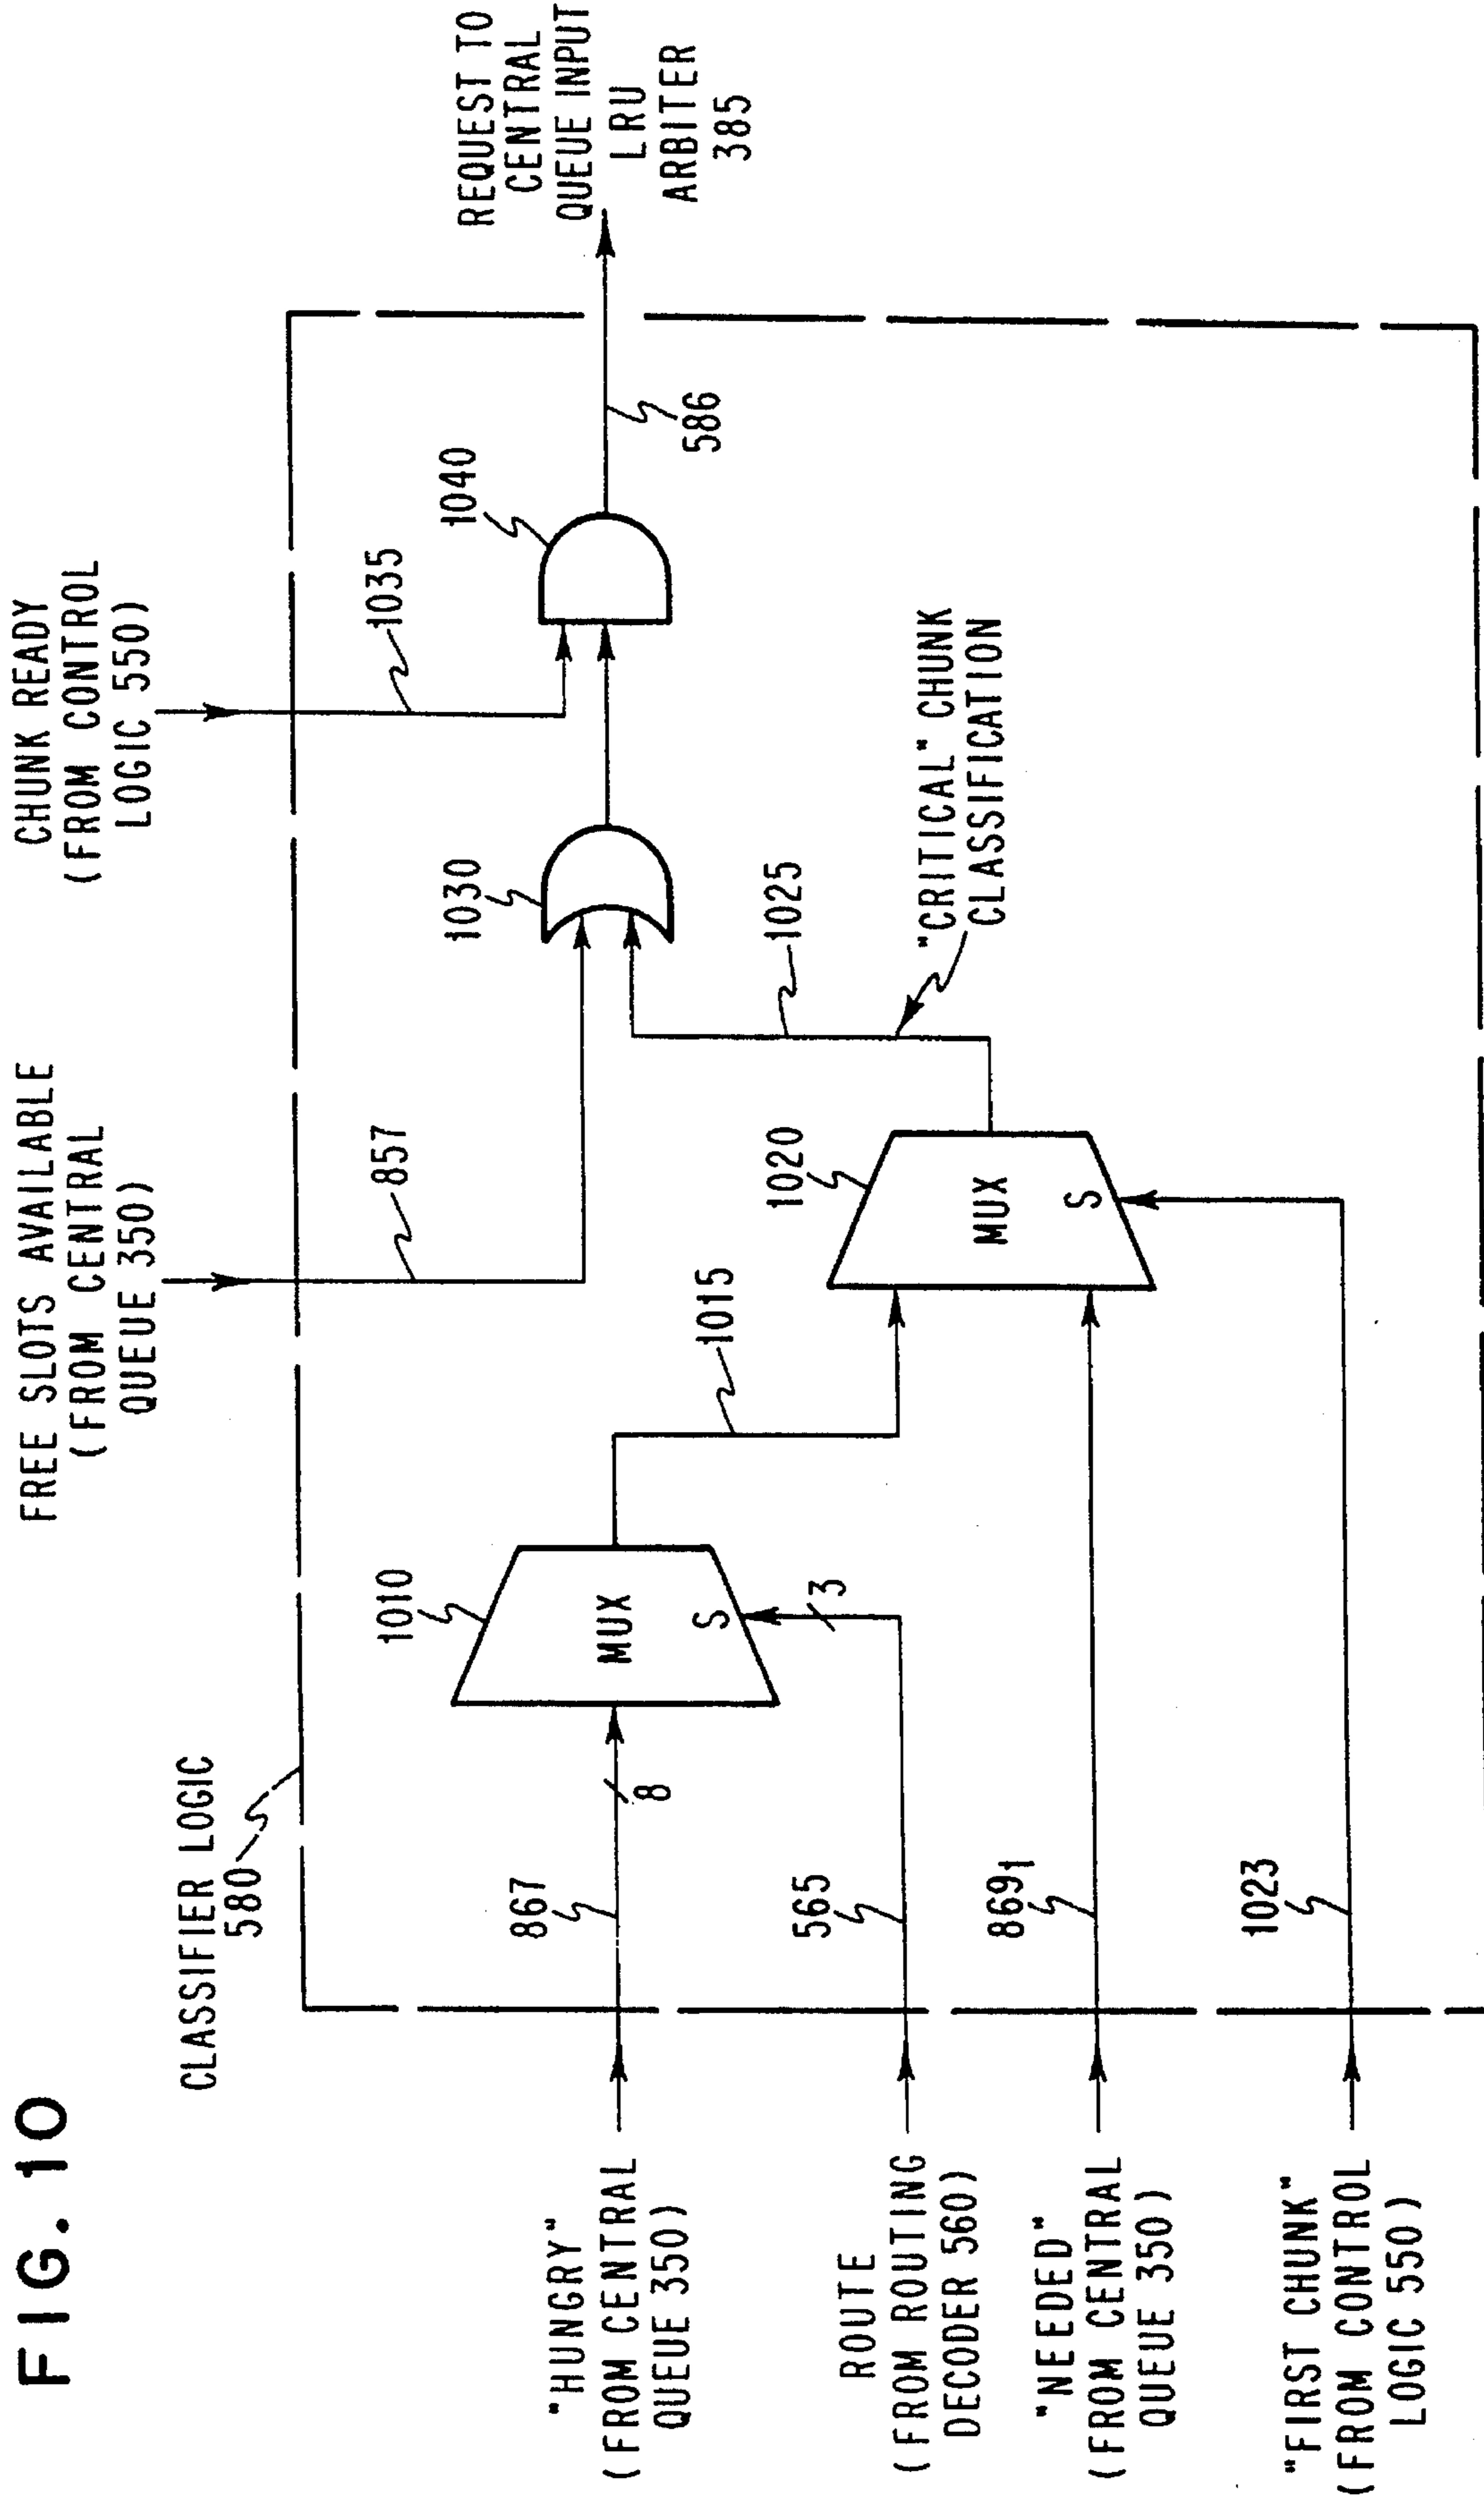 FIG. 10
CLASSIFIER LOGIC
580
FREE SLOTS AVAILABLE
(FROM CENTRAL
QUEUE 350)
CHUNK READY
(FROM CONTROL
LOGIC 550)
857
1035
1010
MUX
S
3
8
867
"HUNGRY"
(FROM CENTRAL
QUEUE 350)
1030
1040
REQUEST TO
CENTRAL
QUEUE INPUT
LRU
ARBITER
385
586
1015
1020
MUX
S
1025
"CRITICAL" CHUNK
CLASSIFICATION
ROUTE
(FROM ROUTING
DECODER 560)
565
"NEEDED"
(FROM CENTRAL
QUEUE 350)
869₁
"FIRST CHUNK"
(FROM CONTROL
LOGIC 550)
1023